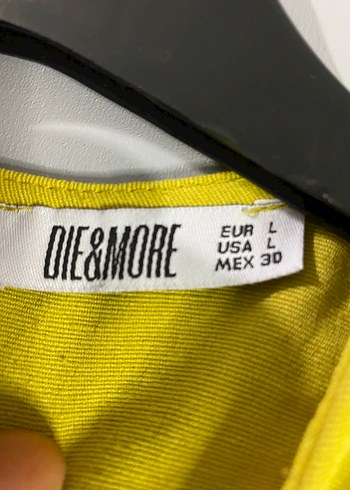 DIE&MORE
EUR L
USA L
MEX 30